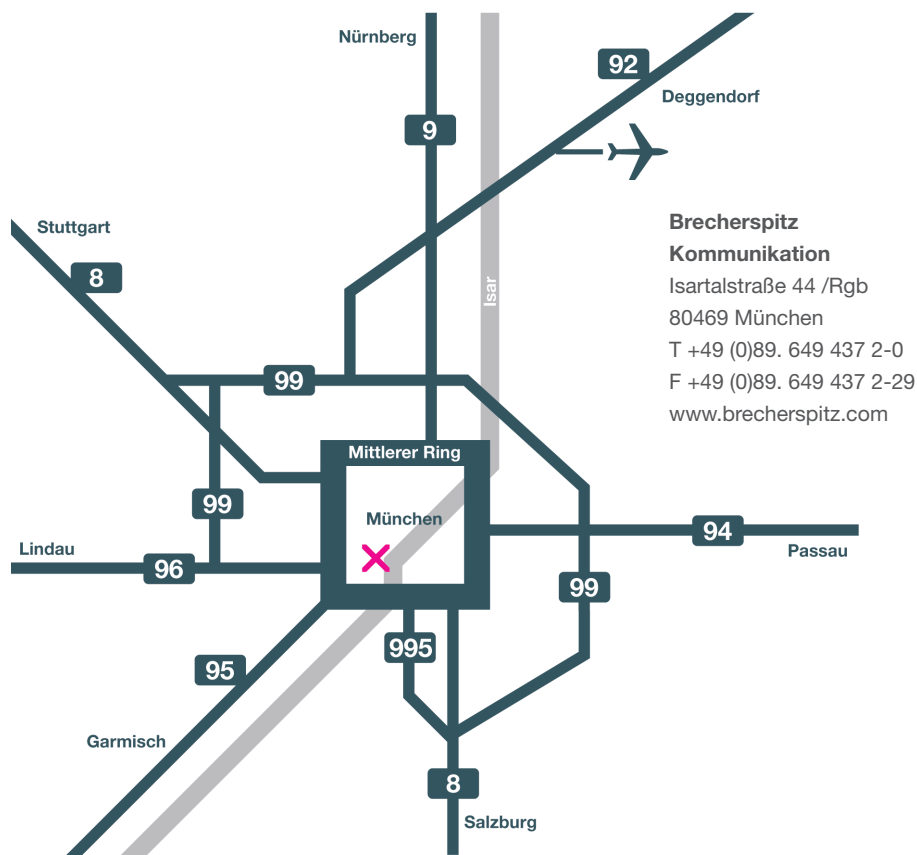 Nürnberg
92
Deggendorf
9
Stuttgart
8
Isar
Brecherspitz
Kommunikation
Isartalstraße 44 /Rgb
80469 München
T +49 (0)89. 649 437 2-0
F +49 (0)89. 649 437 2-29
www.brecherspitz.com
99
Mittlerer Ring
99
München
94
Lindau
Passau
96
99
995
95
Garmisch
8
Salzburg